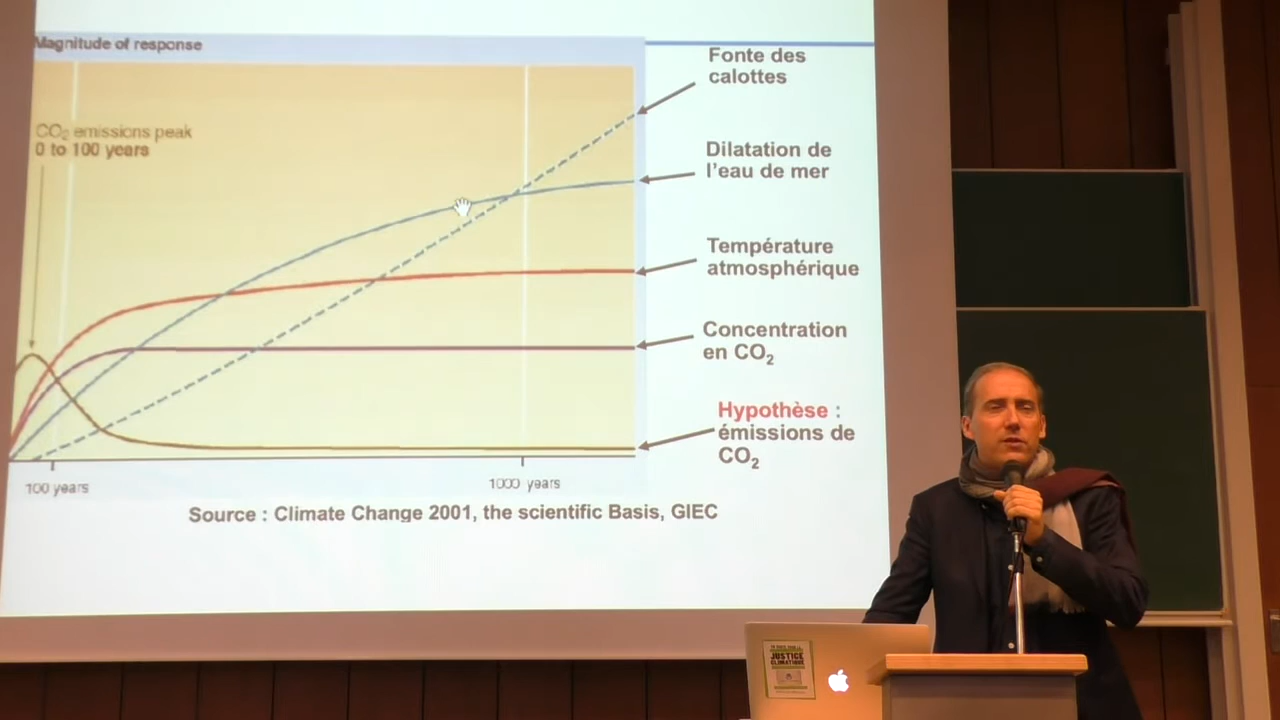 Magnitude of response
CO₂ emissions peak
0 to 100 years
Fonte des
calottes
Dilatation de
l'eau de mer
Température
atmosphérique
Concentration
en CO₂
Hypothèse :
émissions de
CO₂
100 years
1000 years
Source : Climate Change 2001, the scientific Basis, GIEC
JUSTICE
CLIMATIQUE